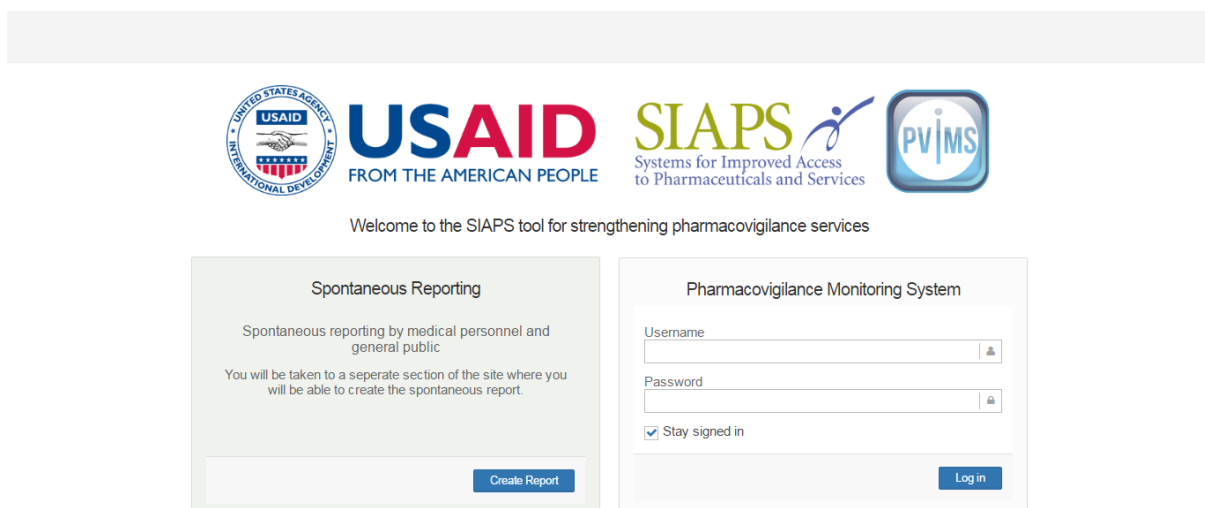 UNITED STATES AGENCY
USAID
INTERNATIONAL DEVELOPMENT
USAID
FROM THE AMERICAN PEOPLE
SIAPS
Systems for Improved Access
to Pharmaceuticals and Services
PViMS
Welcome to the SIAPS tool for strengthening pharmacovigilance services
Spontaneous Reporting
Spontaneous reporting by medical personnel and
general public
You will be taken to a seperate section of the site where you
will be able to create the spontaneous report.
Create Report
Pharmacovigilance Monitoring System
Username
Password
Stay signed in
Log in